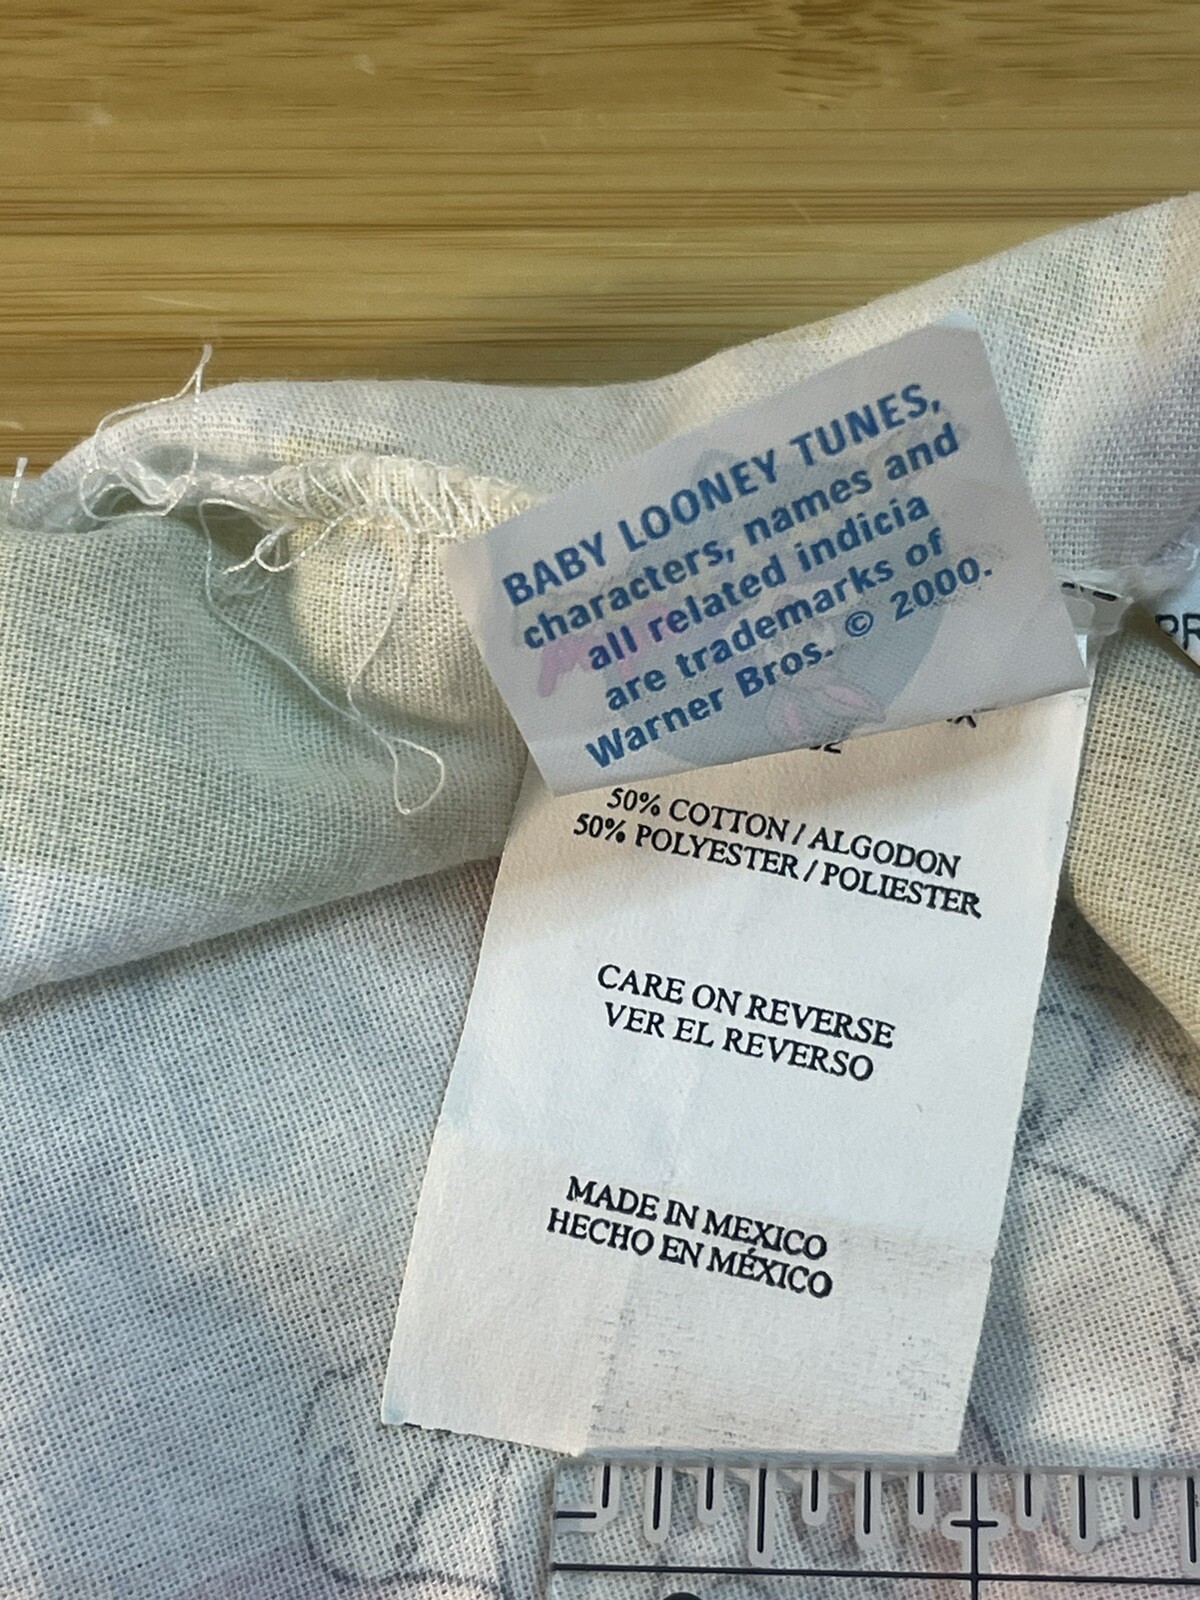 BABY LOONEY TUNES,
characters, names and
all related indicia
are trademarks of
Warner Bros. © 2000.
50% COTTON / ALGODON
50% POLYESTER / POLIESTER
CARE ON REVERSE
VER EL REVERSO
MADE IN MEXICO
HECHO EN MÉXICO
PR